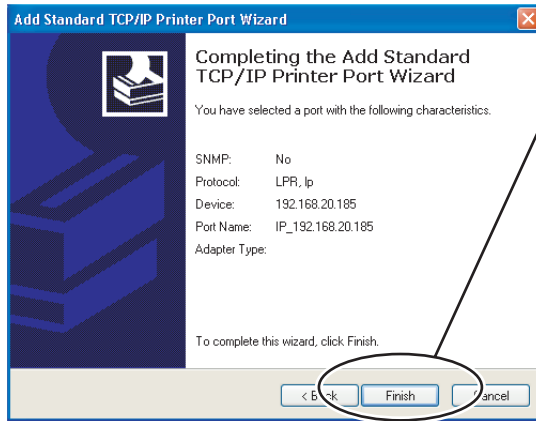 Add Standard TCP/IP Printer Port Wizard
Completing the Add Standard
TCP/IP Printer Port Wizard
You have selected a port with the following characteristics.
SNMP: No
Protocol: LPR, lp
Device: 192.168.20.185
Port Name: IP_192.168.20.185
Adapter Type:
To complete this wizard, click Finish.
< Back Finish Cancel